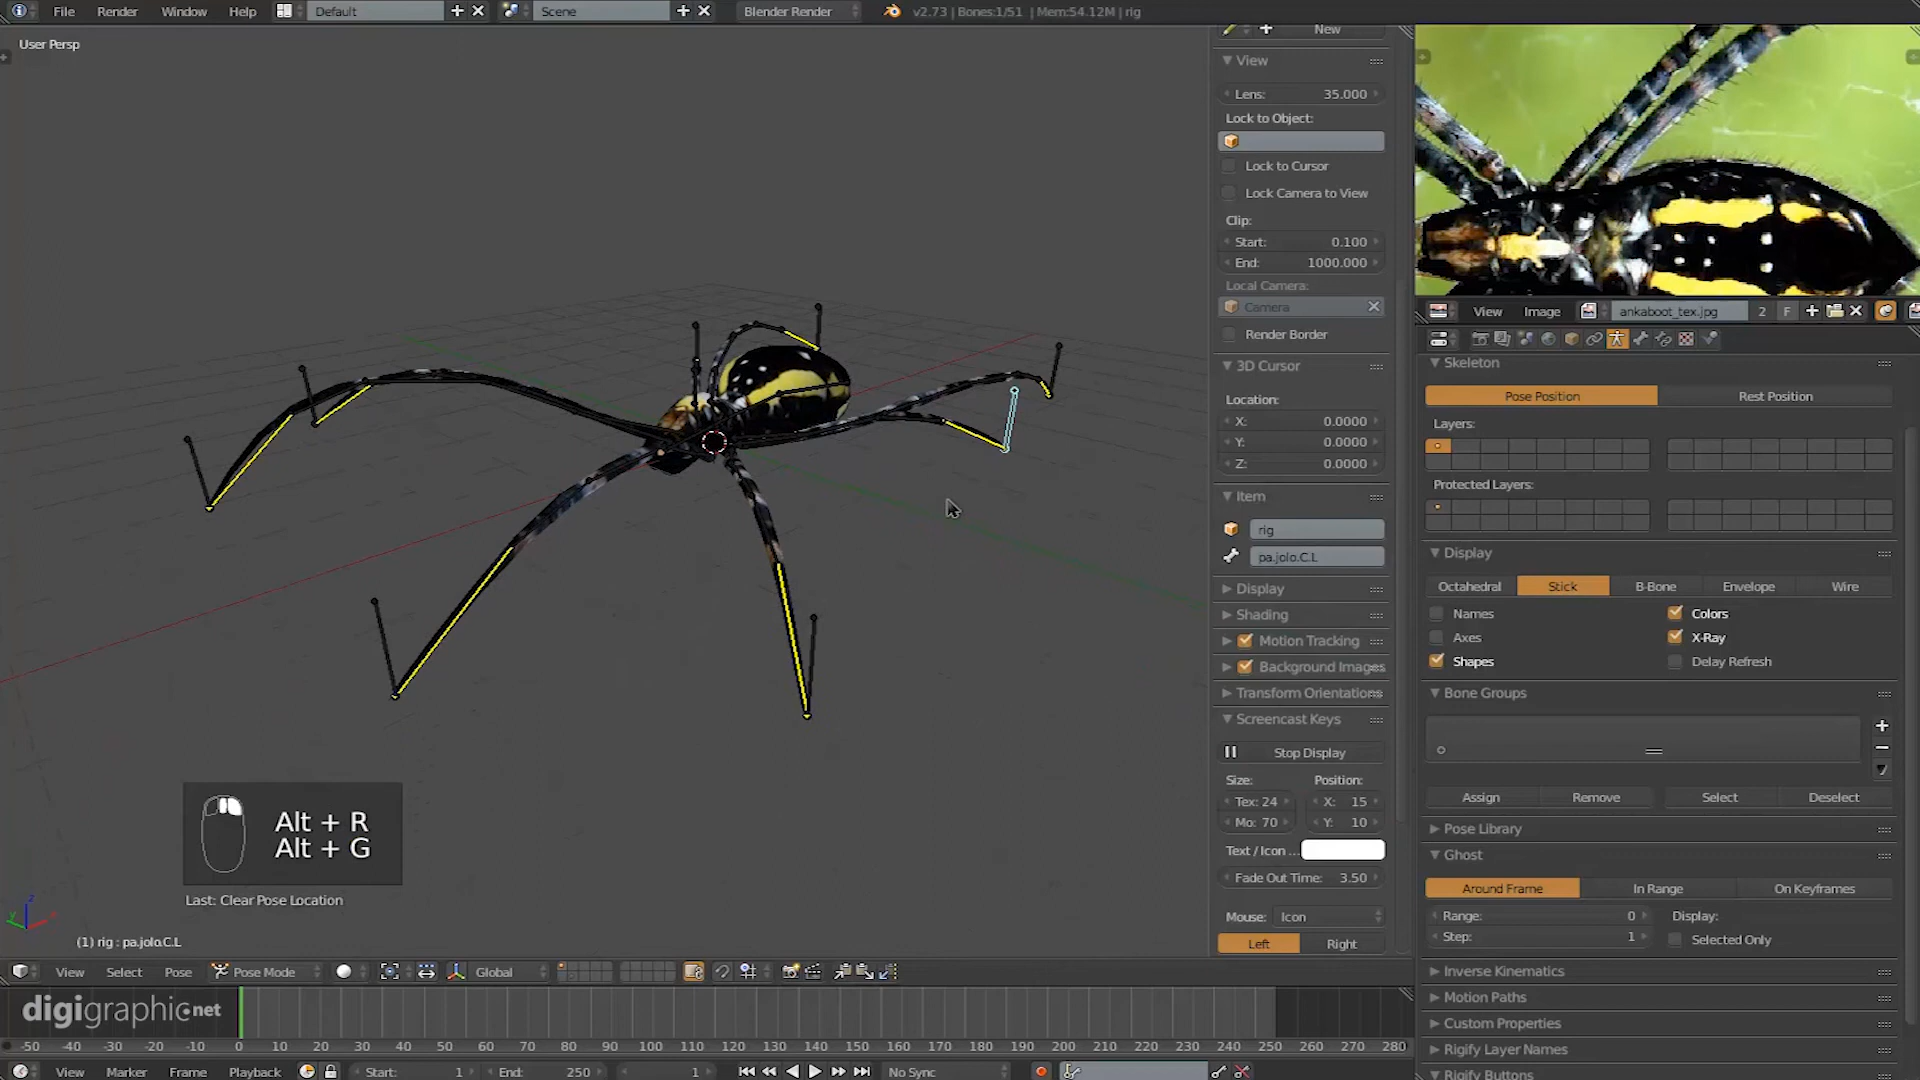 File Render Window Help Default Scene Blender Render v2.73 | Bones:1/51 | Mem:54.12M | rig
User Persp
New
View
Lens: 35.000
Lock to Object:
Lock to Cursor
Lock Camera to View
Clip:
Start: 0.100
End: 1000.000
Local Camera:
Camera
Render Border
3D Cursor
Location:
X: 0.0000
Y: 0.0000
Z: 0.0000
Item
rig
pa.jolo.C.L
Display
Shading
Motion Tracking
Background Images
Transform Orientations
Screencast Keys
Stop Display
Size: Position:
Tex: 24 X: 15
Mo: 70 Y: 10
Text / Icon ...
Fade Out Time: 3.50
Mouse: Icon
Left Right
View Image ankaboot_tex.jpg 2 F
Skeleton
Pose Position Rest Position
Layers:
Protected Layers:
Display
Octahedral Stick B-Bone Envelope Wire
Names Colors
Axes X-Ray
Shapes Delay Refresh
Bone Groups
Assign Remove Select Deselect
Pose Library
Ghost
Around Frame In Range On Keyframes
Range: 0 Display:
Step: 1 Selected Only
Inverse Kinematics
Motion Paths
Custom Properties
Rigify Layer Names
Rigify Buttons
Alt + R
Alt + G
Last: Clear Pose Location
(1) rig : pa.jolo.C.L
View Select Pose Pose Mode Global
digigraphic.net
-50 -40 -30 -20 -10 0 10 20 30 40 50 60 70 80 90 100 110 120 130 140 150 160 170 180 190 200 210 220 230 240 250 260 270 280
View Marker Frame Playback Start: 1 End: 250 1 No Sync